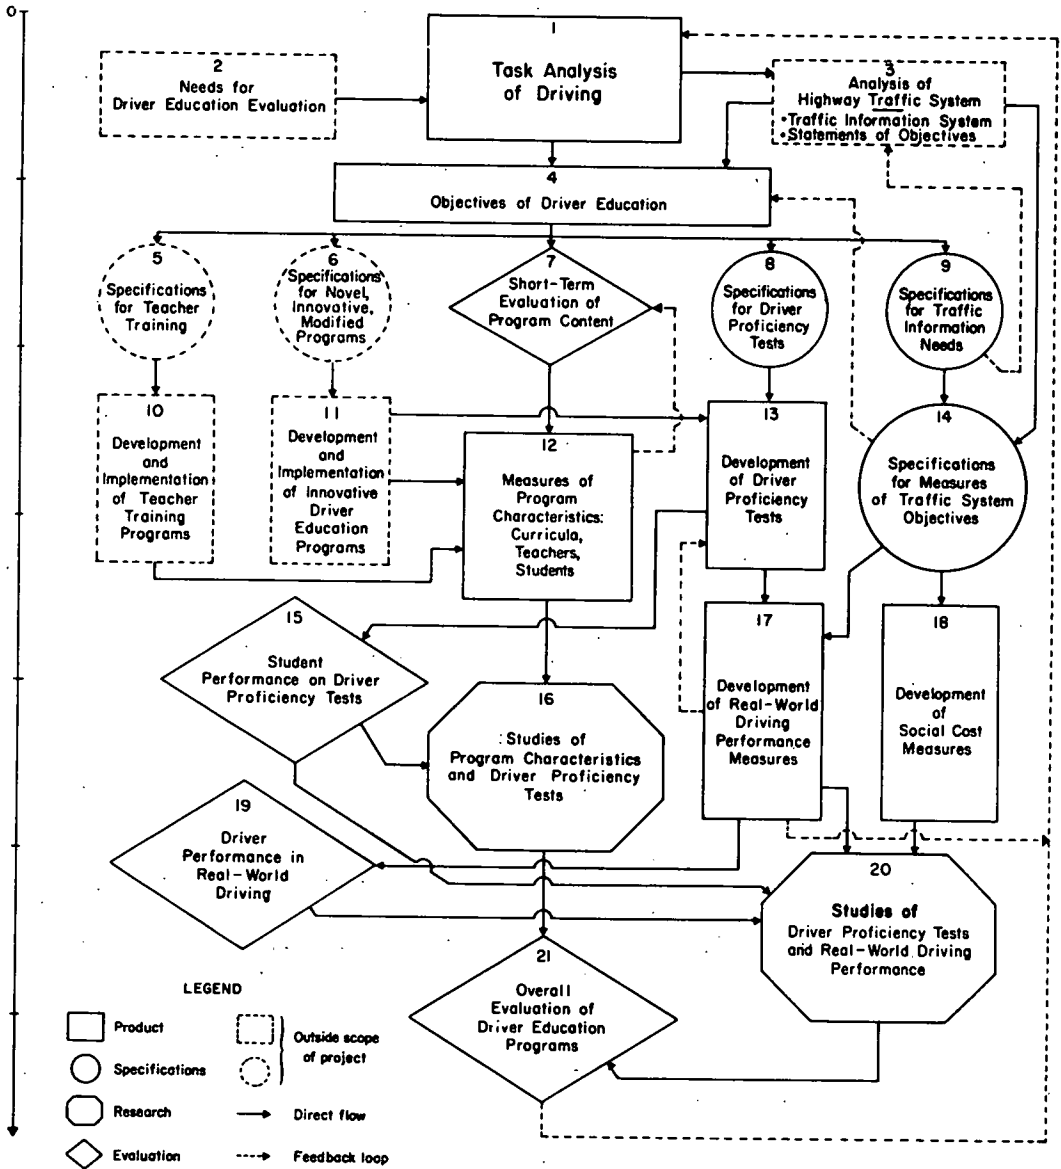 0
1
Task Analysis
of Driving
2
Needs for
Driver Education Evaluation
3
Analysis of
Highway Traffic System
•Traffic Information System
•Statements of Objectives
4
Objectives of Driver Education
5
Specifications
for Teacher
Training
6
Specifications
for Novel,
Innovative,
Modified
Programs
7
Short-Term
Evaluation of
Program Content
8
Specifications
for Driver
Proficiency
Tests
9
Specifications
for Traffic
Information
Needs
10
Development
and
Implementation
of Teacher
Training
Programs
11
Development
and
Implementation
of Innovative
Driver
Education
Programs
12
Measures of
Program
Characteristics:
Curricula,
Teachers,
Students
13
Development
of Driver
Proficiency
Tests
14
Specifications
for Measures
of Traffic System
Objectives
15
Student
Performance on Driver
Proficiency Tests
16
Studies of
Program Characteristics
and Driver Proficiency
Tests
17
Development
of Real-World
Driving
Performance
Measures
18
Development
of
Social Cost
Measures
19
Driver
Performance in
Real-World
Driving
20
Studies of
Driver Proficiency Tests
and Real-World Driving
Performance
21
Overall
Evaluation of
Driver Education
Programs
LEGEND
Product
Specifications
Research
Evaluation
Outside scope
of project
Direct flow
Feedback loop